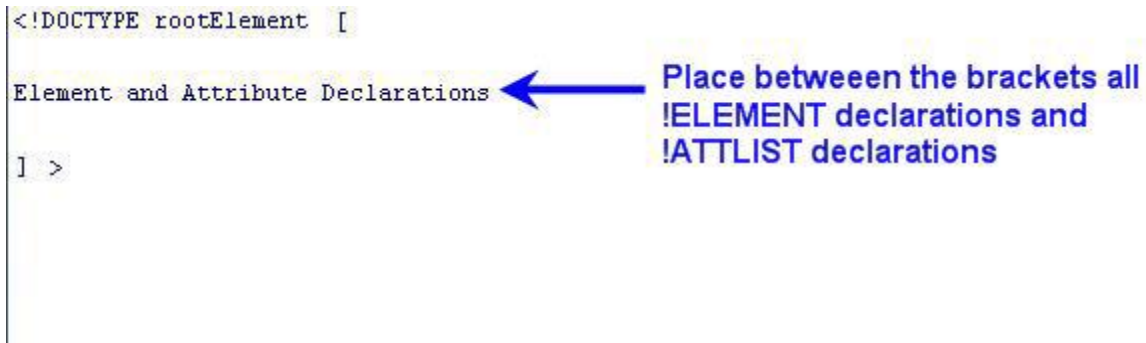 <!DOCTYPE rootElement [
Element and Attribute Declarations
] >
Place betweeen the brackets all
!ELEMENT declarations and
!ATTLIST declarations